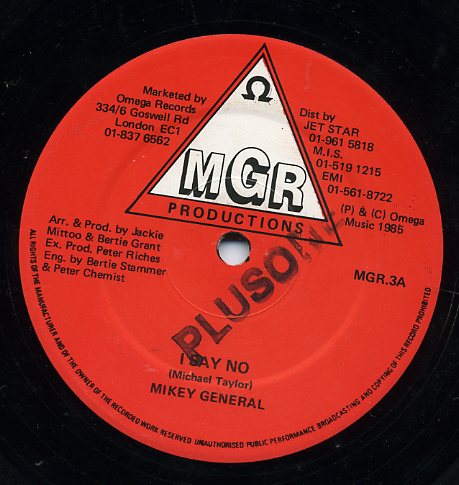 Ω
Marketed by
Omega Records
334/6 Goswell Rd
London EC1
01-837 6562
Dist by
JET STAR
01-961 5818
M.I.S.
01-519 1215
EMI
01-561-8722
MGR
PRODUCTIONS
(P) & (C) Omega
Music 1985
Arr. & Prod. by Jackie
Mittoo & Bertie Grant
Ex. Prod. Peter Riches
Eng. by Bertie Stammer
& Peter Chemist
MGR.3A
PLUSONE
I SAY NO
(Michael Taylor)
MIKEY GENERAL
ALL RIGHTS OF THE MANUFACTURER AND OF THE OWNER OF THE RECORDED WORK RESERVED. UNAUTHORISED PUBLIC PERFORMANCE BROADCASTING AND COPYING OF THIS RECORD PROHIBITED